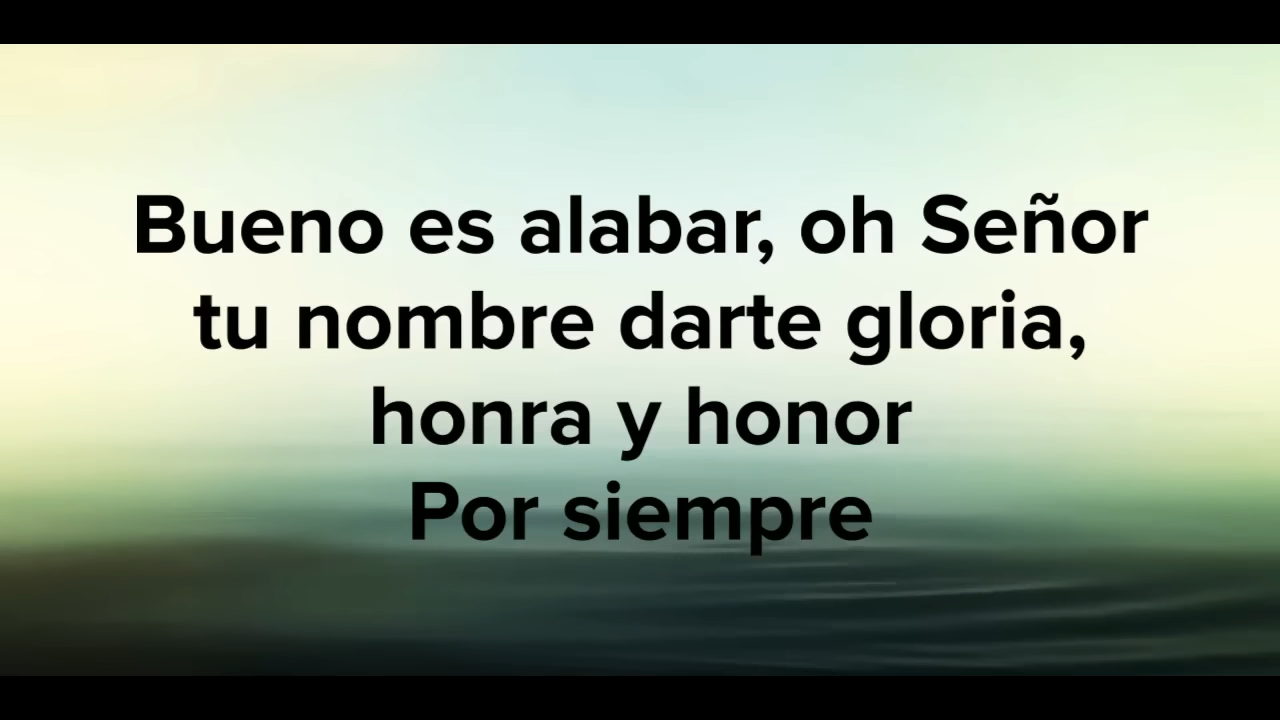 Bueno es alabar, oh Señor
tu nombre darte gloria,
honra y honor
Por siempre